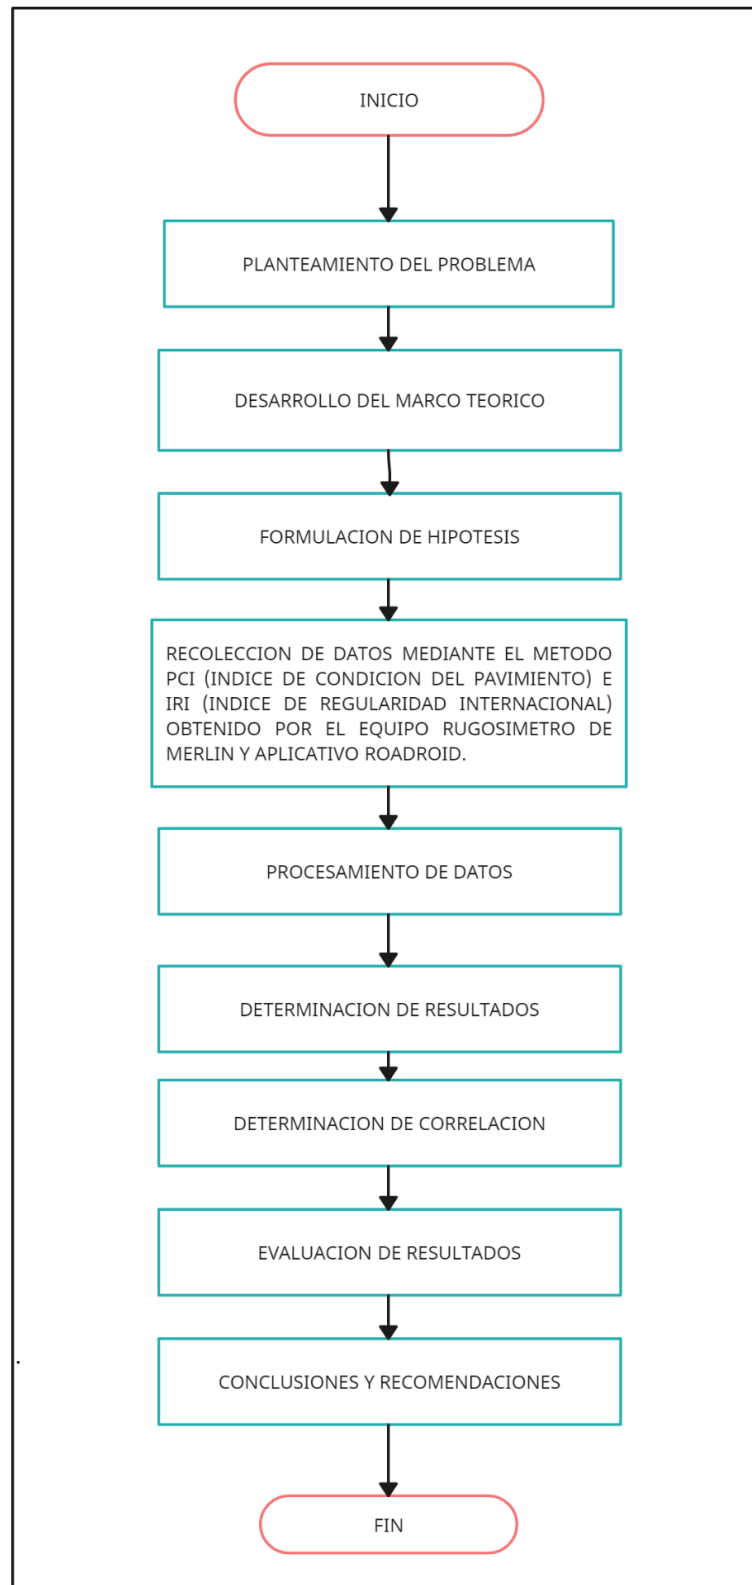 INICIO
PLANTEAMIENTO DEL PROBLEMA
DESARROLLO DEL MARCO TEORICO
FORMULACION DE HIPOTESIS
RECOLECCION DE DATOS MEDIANTE EL METODO
PCI (INDICE DE CONDICION DEL PAVIMIENTO) E
IRI (INDICE DE REGULARIDAD INTERNACIONAL)
OBTENIDO POR EL EQUIPO RUGOSIMETRO DE
MERLIN Y APLICATIVO ROADROID.
PROCESAMIENTO DE DATOS
DETERMINACION DE RESULTADOS
DETERMINACION DE CORRELACION
EVALUACION DE RESULTADOS
CONCLUSIONES Y RECOMENDACIONES
FIN